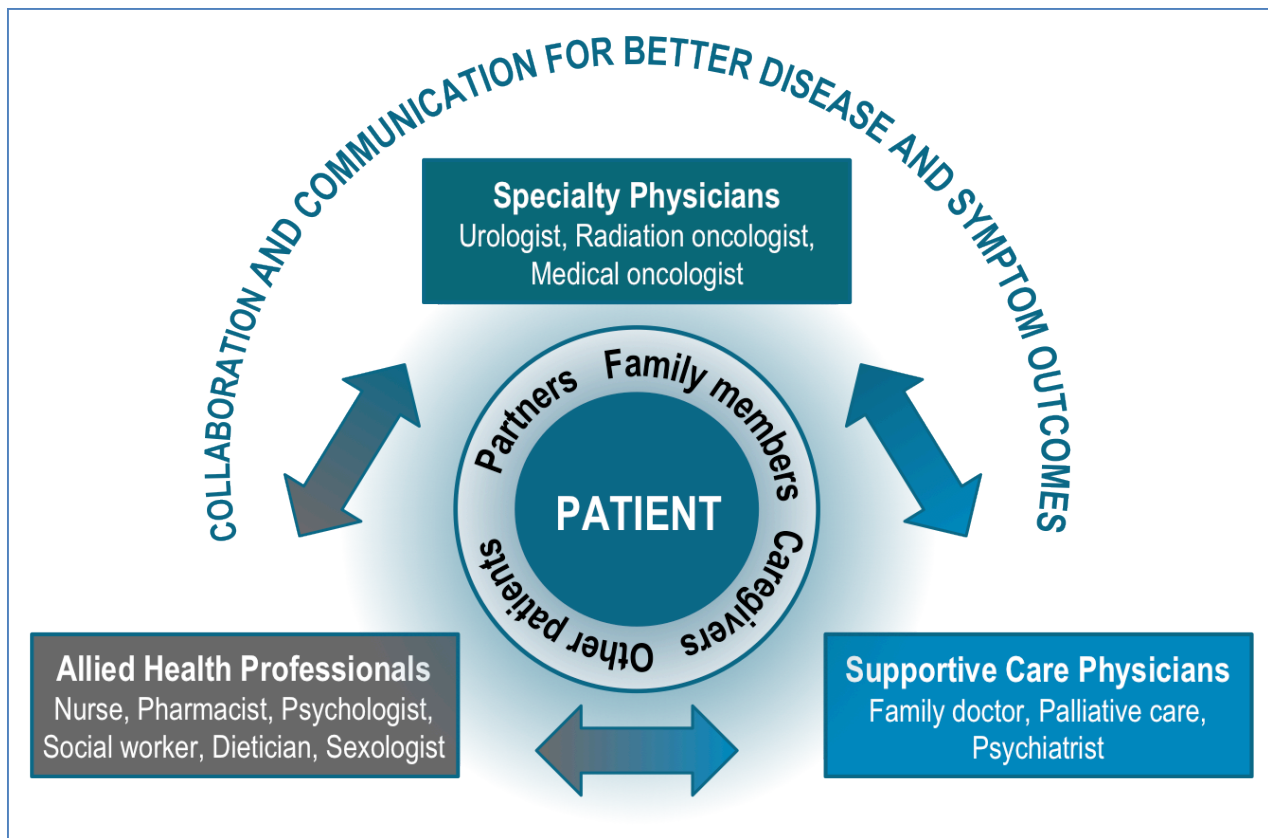 COLLABORATION AND COMMUNICATION FOR BETTER DISEASE AND SYMPTOM OUTCOMES
Specialty Physicians
Urologist, Radiation oncologist,
Medical oncologist
Partners
Family members
Caregivers
Other patients
PATIENT
Allied Health Professionals
Nurse, Pharmacist, Psychologist,
Social worker, Dietician, Sexologist
Supportive Care Physicians
Family doctor, Palliative care,
Psychiatrist